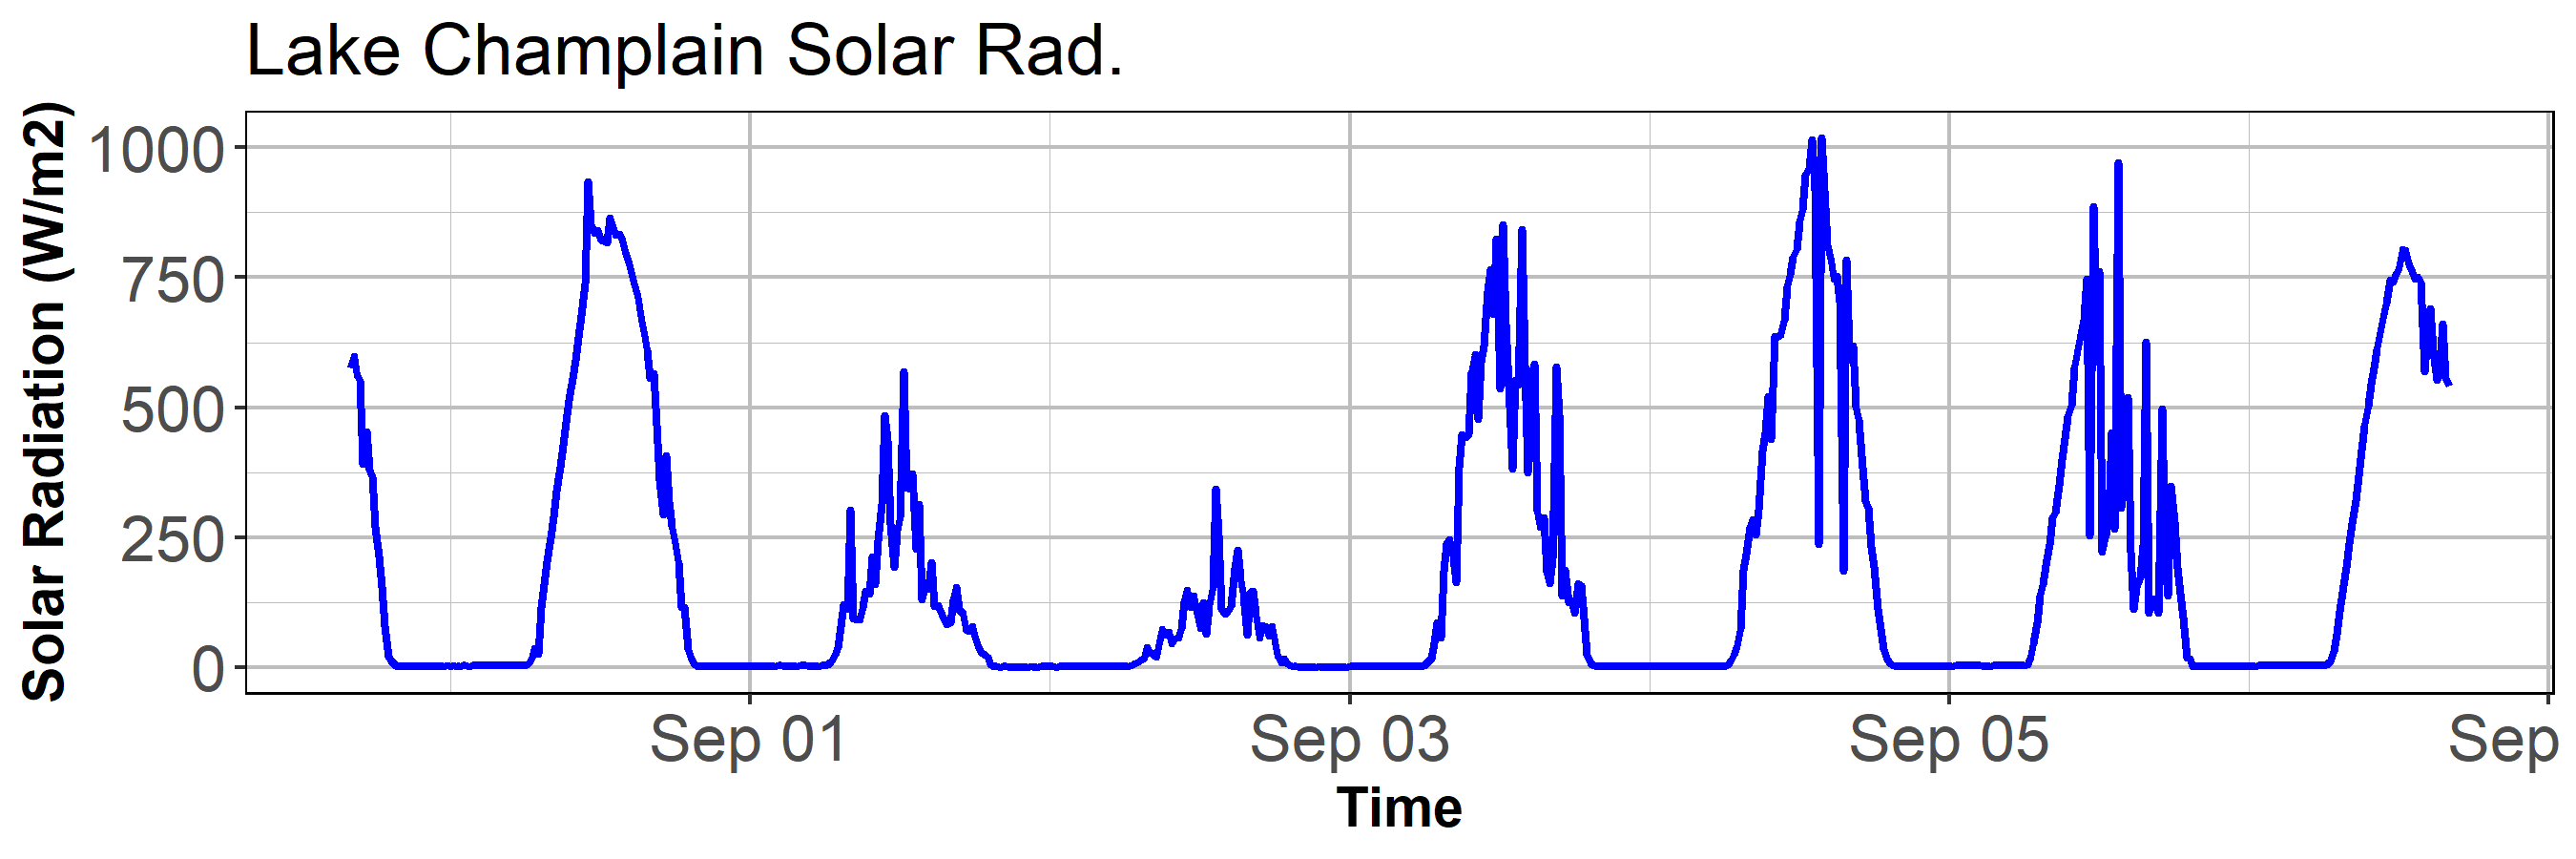 Lake Champlain Solar Rad.
Solar Radiation (W/m2)
1000
750
500
250
0
Sep 01 Sep 03 Sep 05 Sep
Time